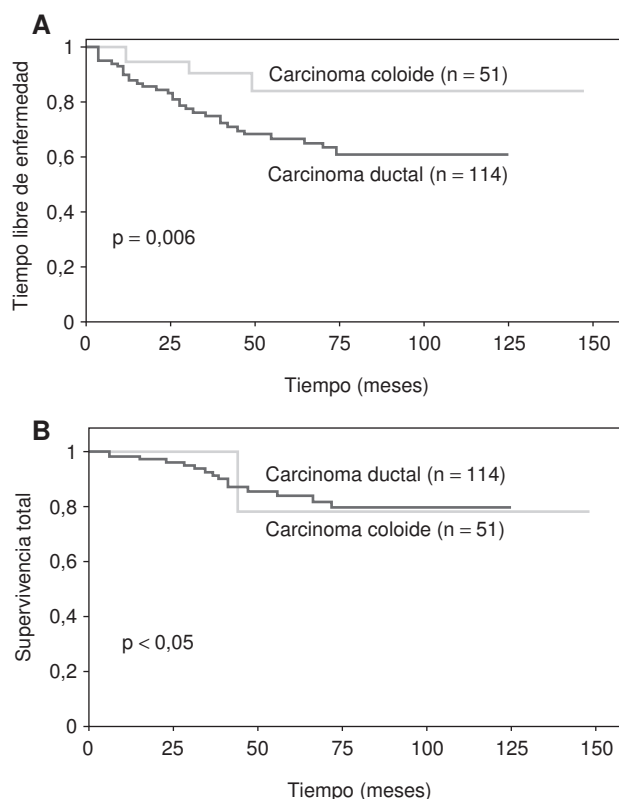 A
1
Carcinoma coloide (n = 51)
0,8
0,6
Carcinoma ductal (n = 114)
0,4
p = 0,006
0,2
0
0 25 50 75 100 125 150
Tiempo libre de enfermedad
Tiempo (meses)
B
1
Carcinoma ductal (n = 114)
0,8
Carcinoma coloide (n = 51)
0,6
0,4
p < 0,05
0,2
0
0 25 50 75 100 125 150
Supervivencia total
Tiempo (meses)